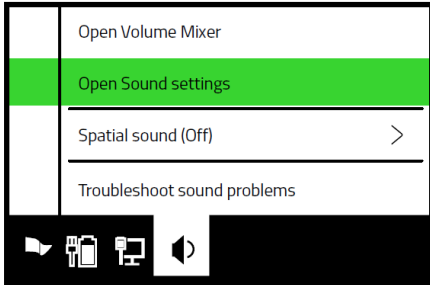 Open Volume Mixer
Open Sound settings
Spatial sound (Off)
Troubleshoot sound problems